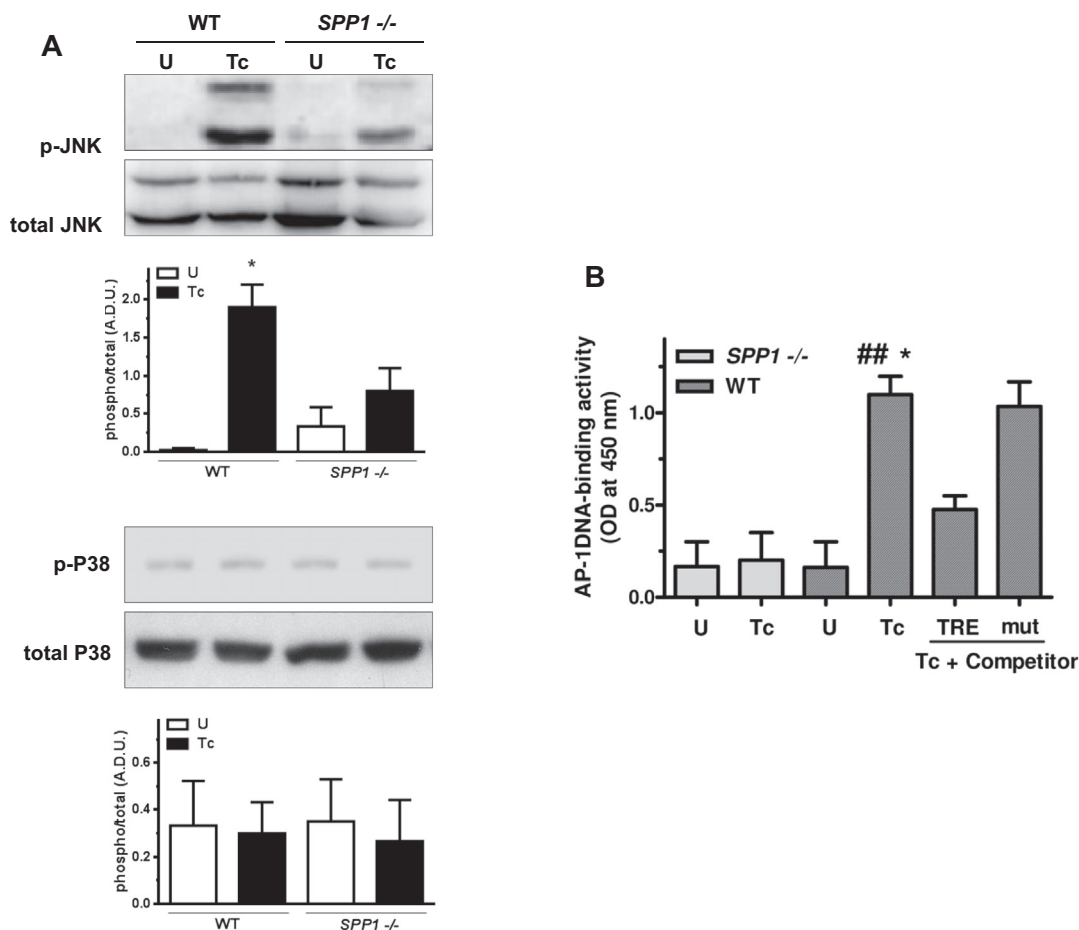 A
WT SPP1 -/-
U Tc U Tc
p-JNK
total JNK
U
Tc
phospho/total (A.D.U.)
2.0
1.5
1.0
0.5
0.0
*
WT SPP1 -/-
p-P38
total P38
U
Tc
phospho/total (A.D.U.)
0.6
0.4
0.2
0.0
WT SPP1 -/-
B
SPP1 -/-
WT
## *
AP-1DNA-binding activity
(OD at 450 nm)
1.0
0.5
0.0
U Tc U Tc TRE mut
Tc + Competitor